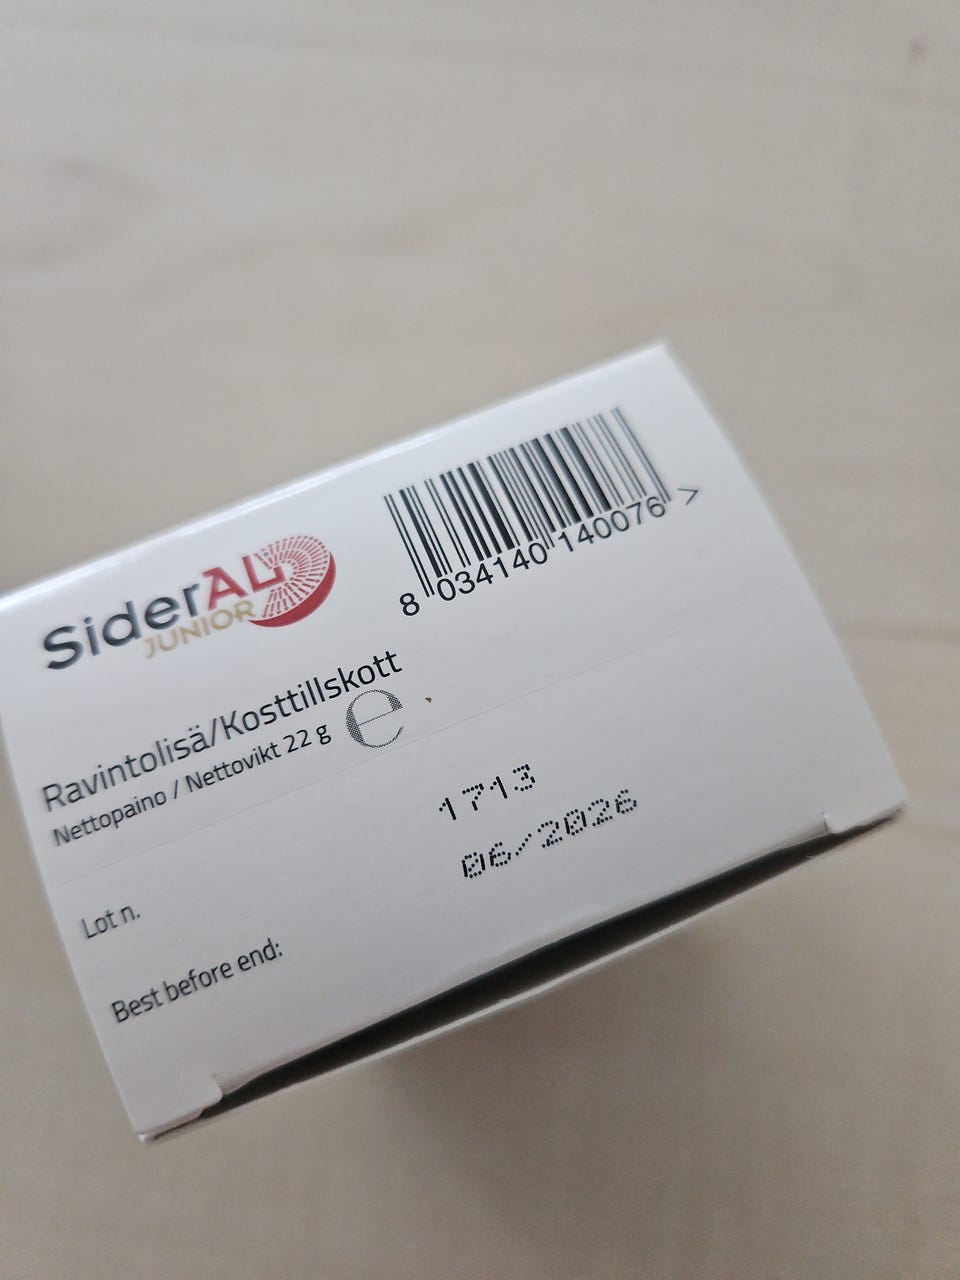 SiderAL
JUNIOR
8 034140 140076 >
Ravintolisä/Kosttillskott
Nettopaino / Nettovikt 22 g ℮
Lot n. 1713
Best before end: 06/2026